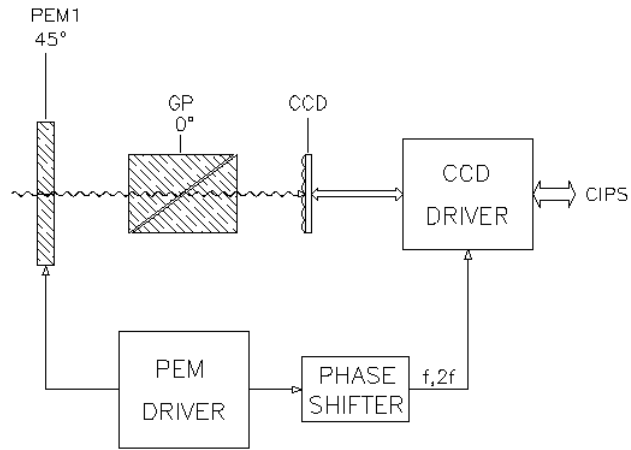 PEM1
45°
GP
0°
CCD
CCD
DRIVER
CIPS
PEM
DRIVER
PHASE
SHIFTER
f,2f